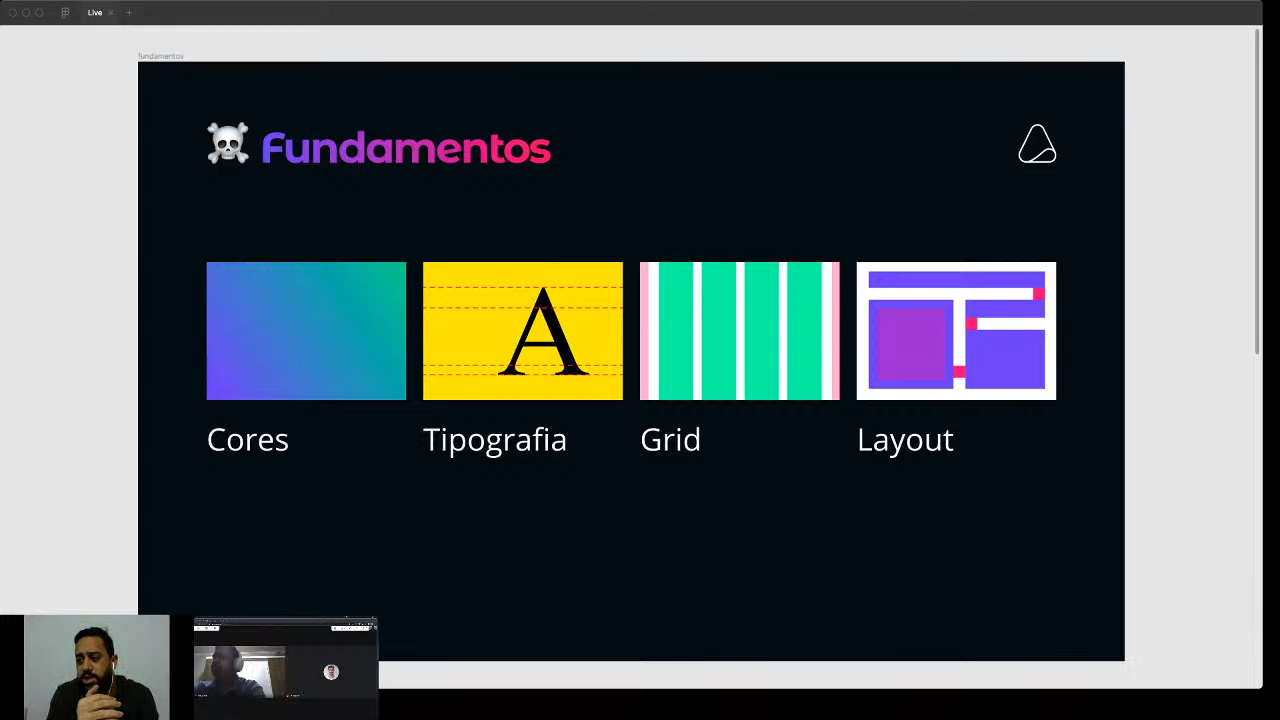 Live
fundamentos
Fundamentos
A
Cores
Tipografia
Grid
Layout